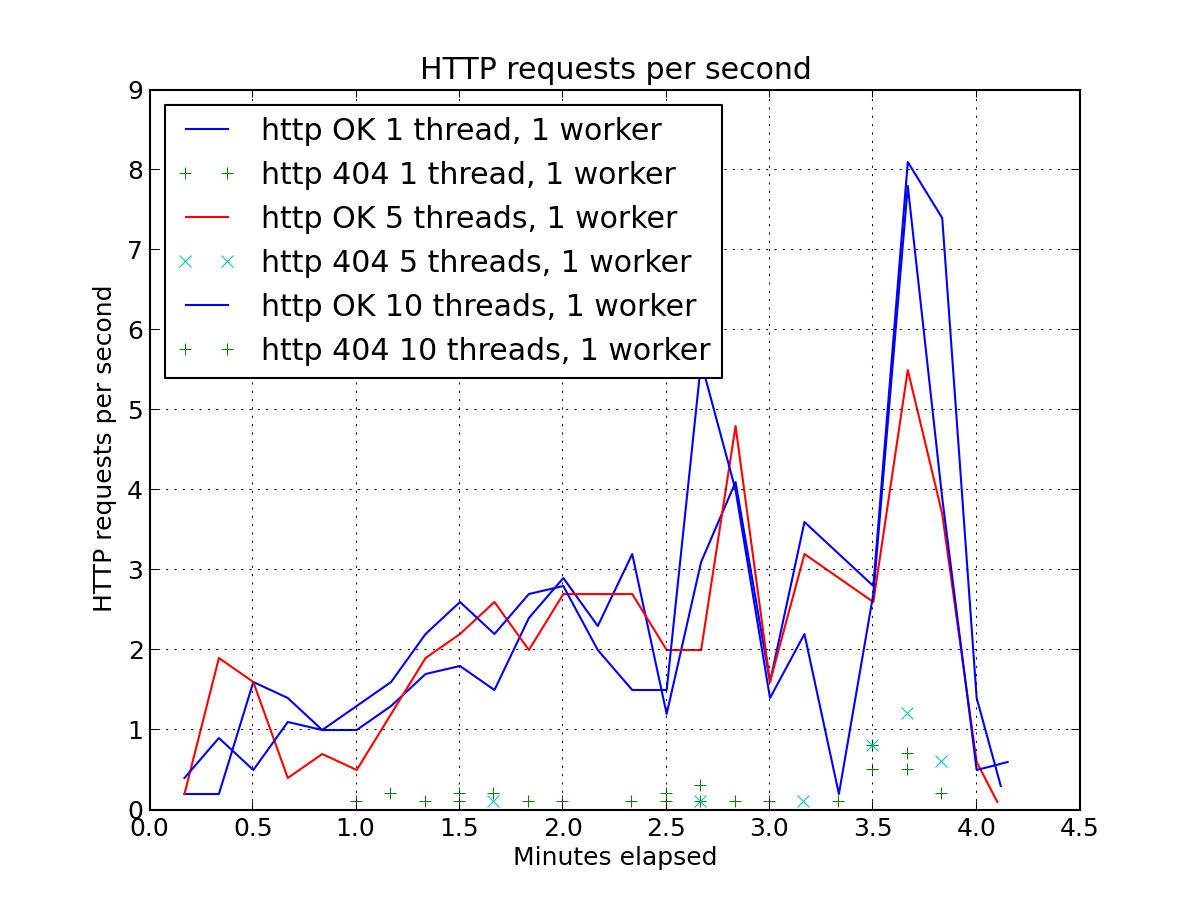 HTTP requests per second
9
8
7
6
5
4
3
2
1
0
HTTP requests per second
http OK 1 thread, 1 worker
http 404 1 thread, 1 worker
http OK 5 threads, 1 worker
http 404 5 threads, 1 worker
http OK 10 threads, 1 worker
http 404 10 threads, 1 worker
0.0 0.5 1.0 1.5 2.0 2.5 3.0 3.5 4.0 4.5
Minutes elapsed